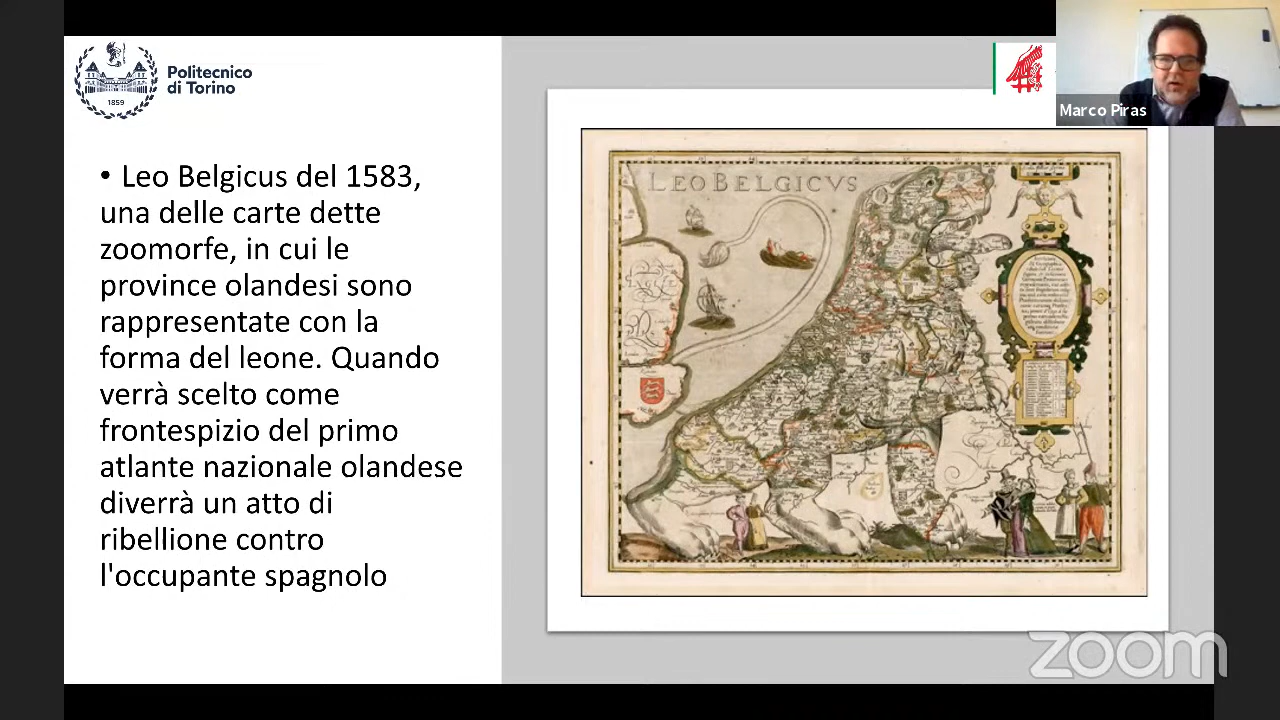 Politecnico
di Torino
1859
• Leo Belgicus del 1583,
una delle carte dette
zoomorfe, in cui le
province olandesi sono
rappresentate con la
forma del leone. Quando
verrà scelto come
frontespizio del primo
atlante nazionale olandese
diverrà un atto di
ribellione contro
l'occupante spagnolo
LEO BELGICVS
Marco Piras
zoom